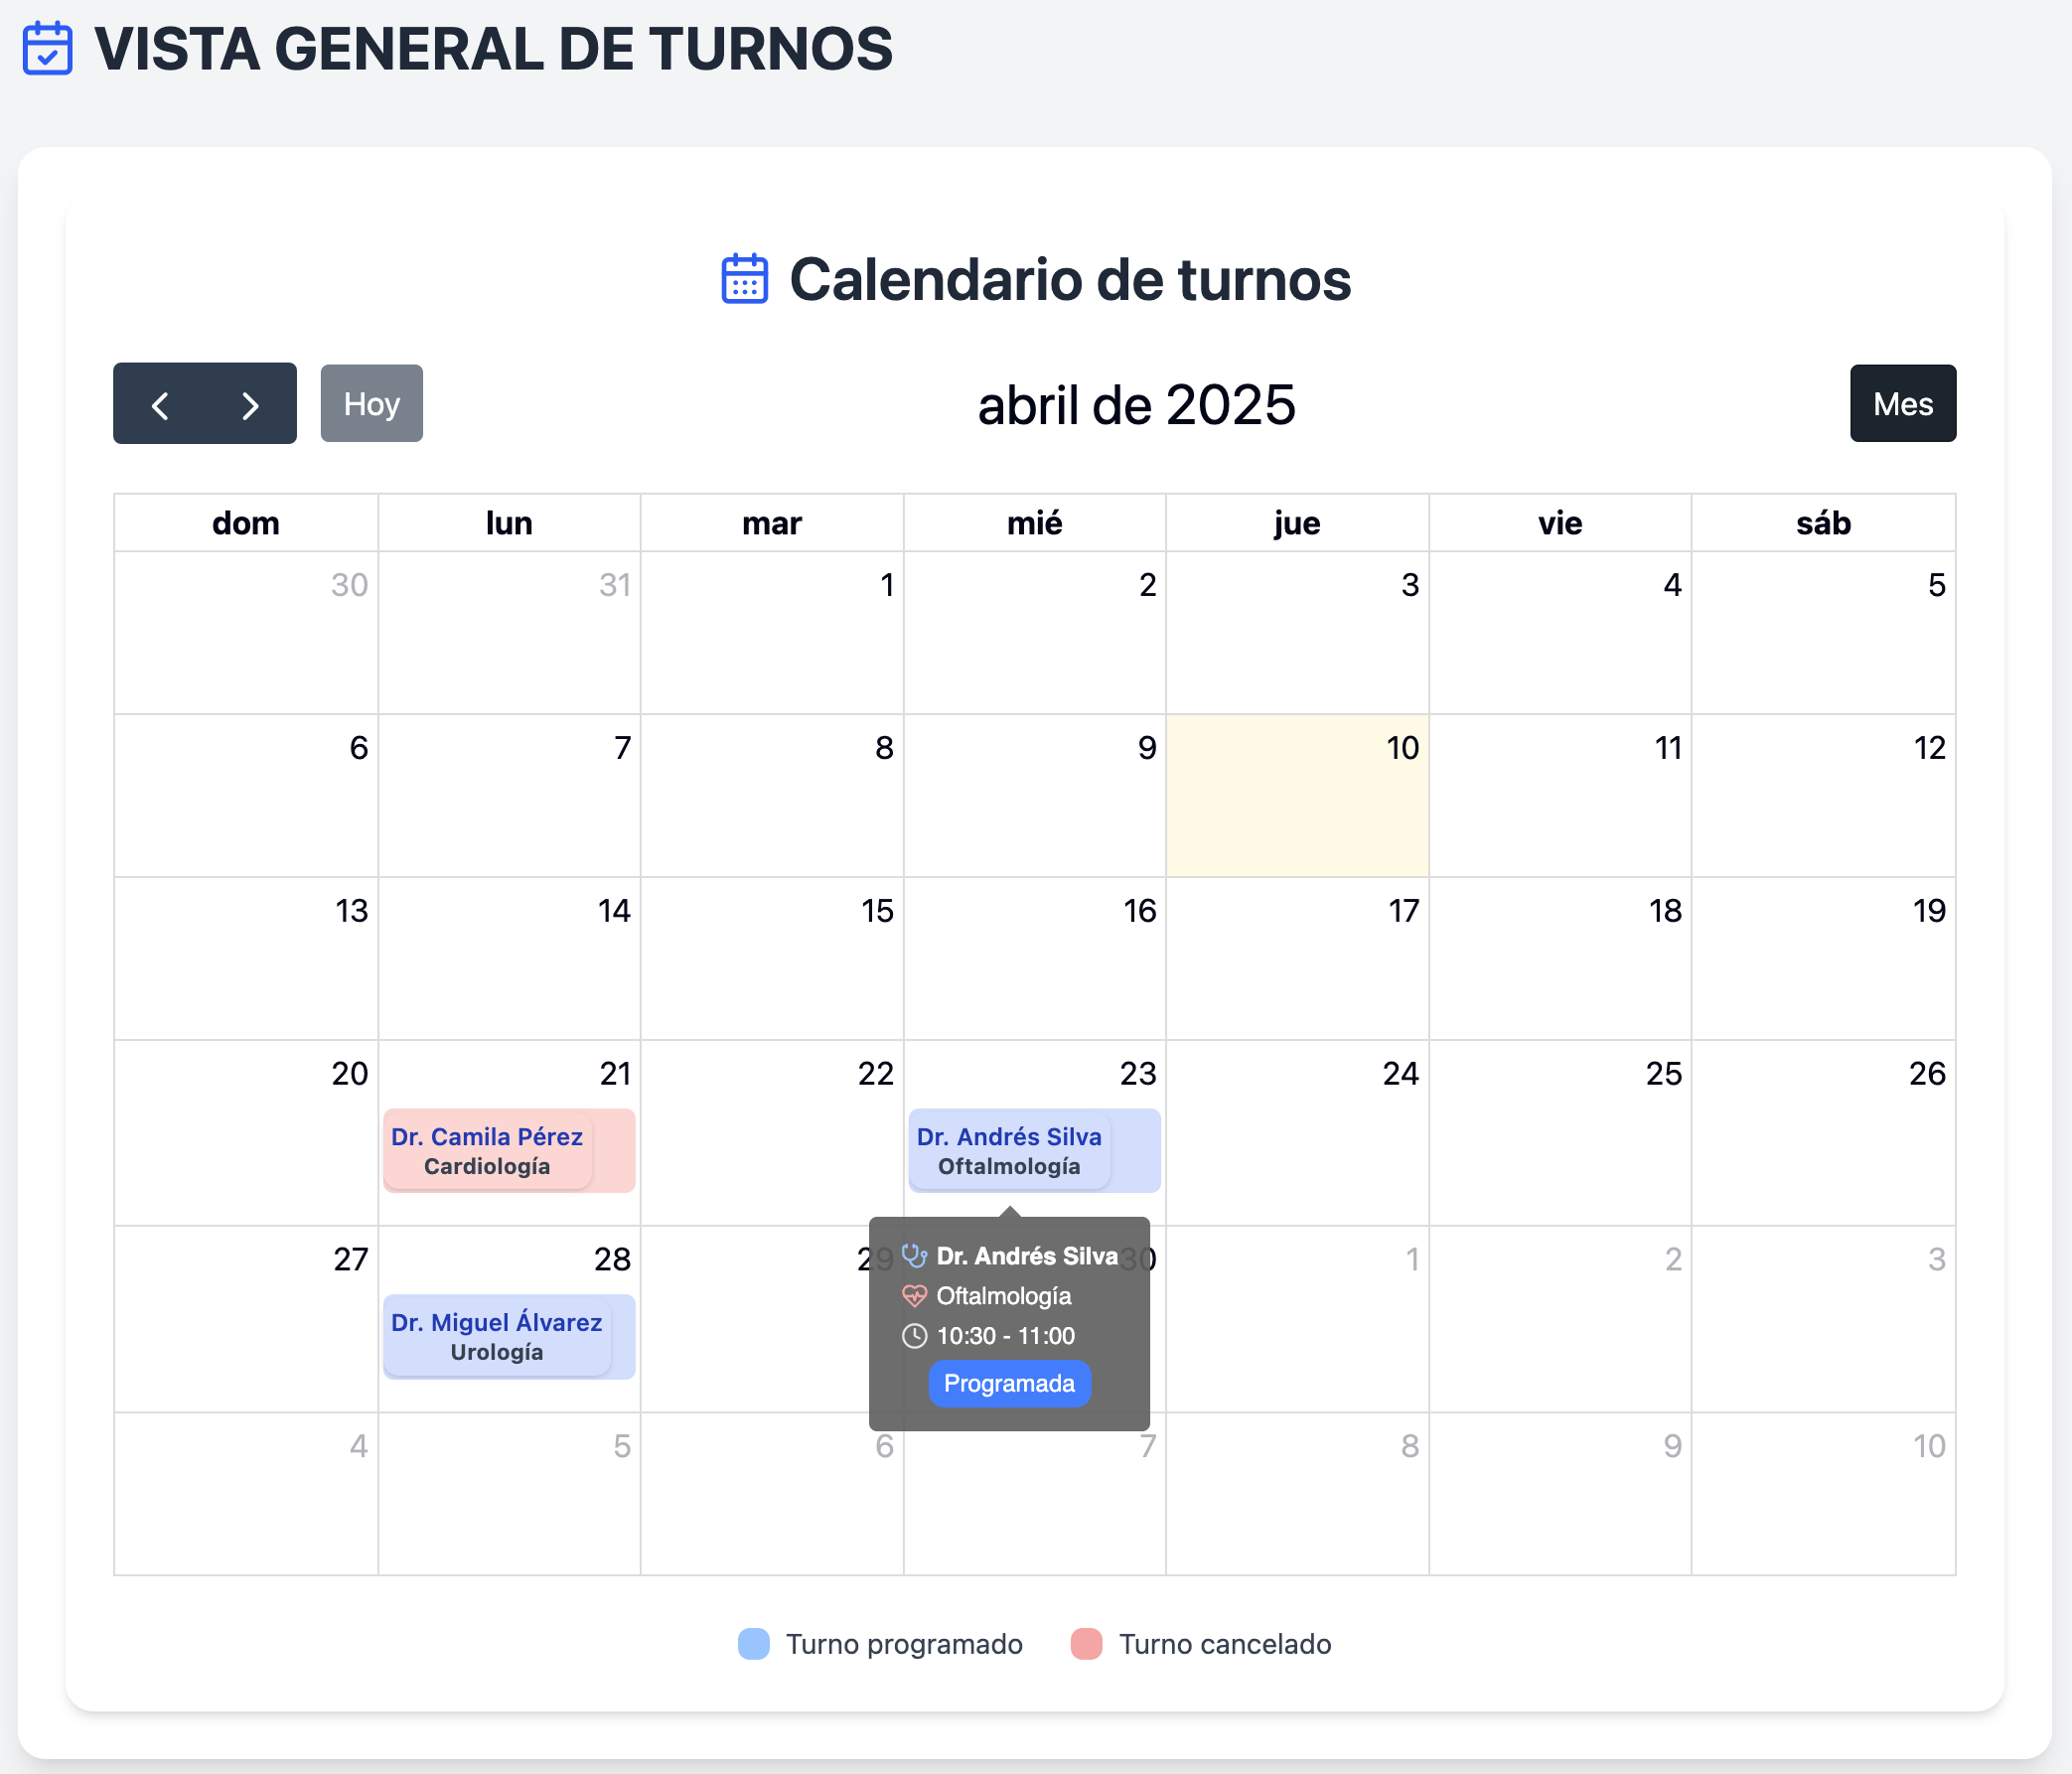 VISTA GENERAL DE TURNOS
Calendario de turnos
Hoy
abril de 2025
Mes
dom lun mar mié jue vie sáb
30 31 1 2 3 4 5
6 7 8 9 10 11 12
13 14 15 16 17 18 19
20 21 22 23 24 25 26
Dr. Camila Pérez
Cardiología
Dr. Andrés Silva
Oftalmología
27 28 29 30 1 2 3
Dr. Miguel Álvarez
Urología
Dr. Andrés Silva
Oftalmología
10:30 - 11:00
Programada
4 5 6 7 8 9 10
Turno programado
Turno cancelado